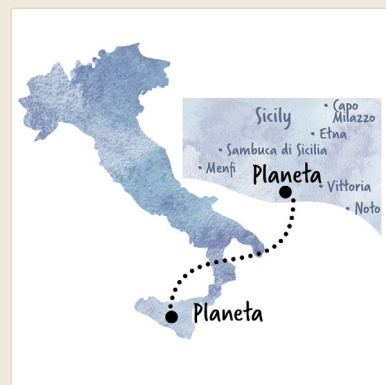 Sicily
• Capo
Milazzo
• Etna
• Sambuca di Sicilia
• Menfi
Planeta
• Vittoria
• Noto
Planeta